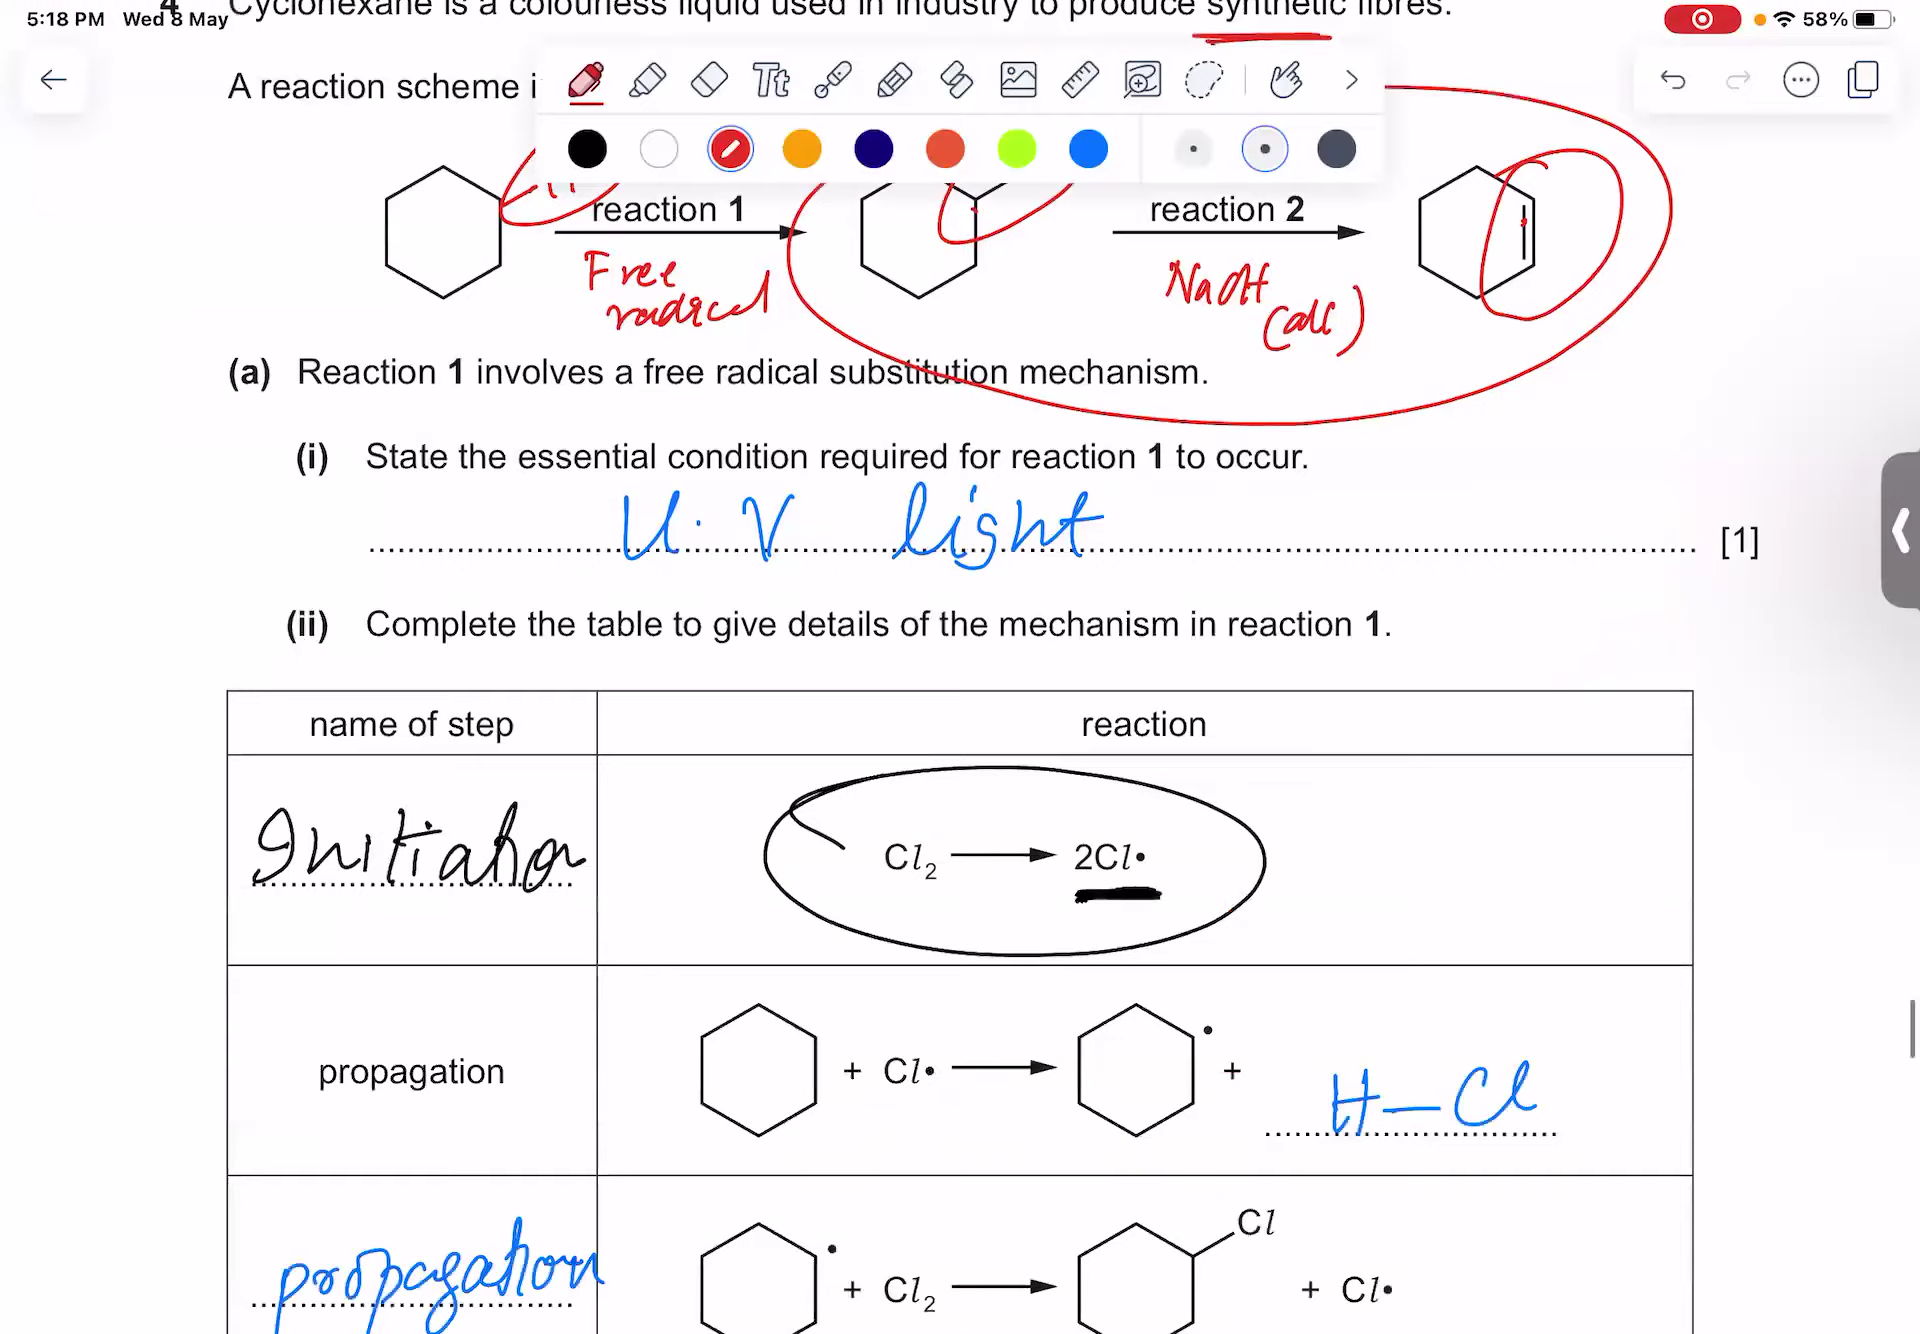 5:18 PM Wed 8 May
58%
4 Cyclohexane is a colourless liquid used in industry to produce synthetic fibres.
A reaction scheme i
Tt
reaction 1
reaction 2
Free
radical
NaOH
(alc)
(a) Reaction 1 involves a free radical substitution mechanism.
(i) State the essential condition required for reaction 1 to occur.
U.V light
[1]
(ii) Complete the table to give details of the mechanism in reaction 1.
name of step reaction
Initiation Cl2 → 2Cl•
propagation + Cl• → • + H-Cl
propagation • + Cl2 → Cl + Cl•